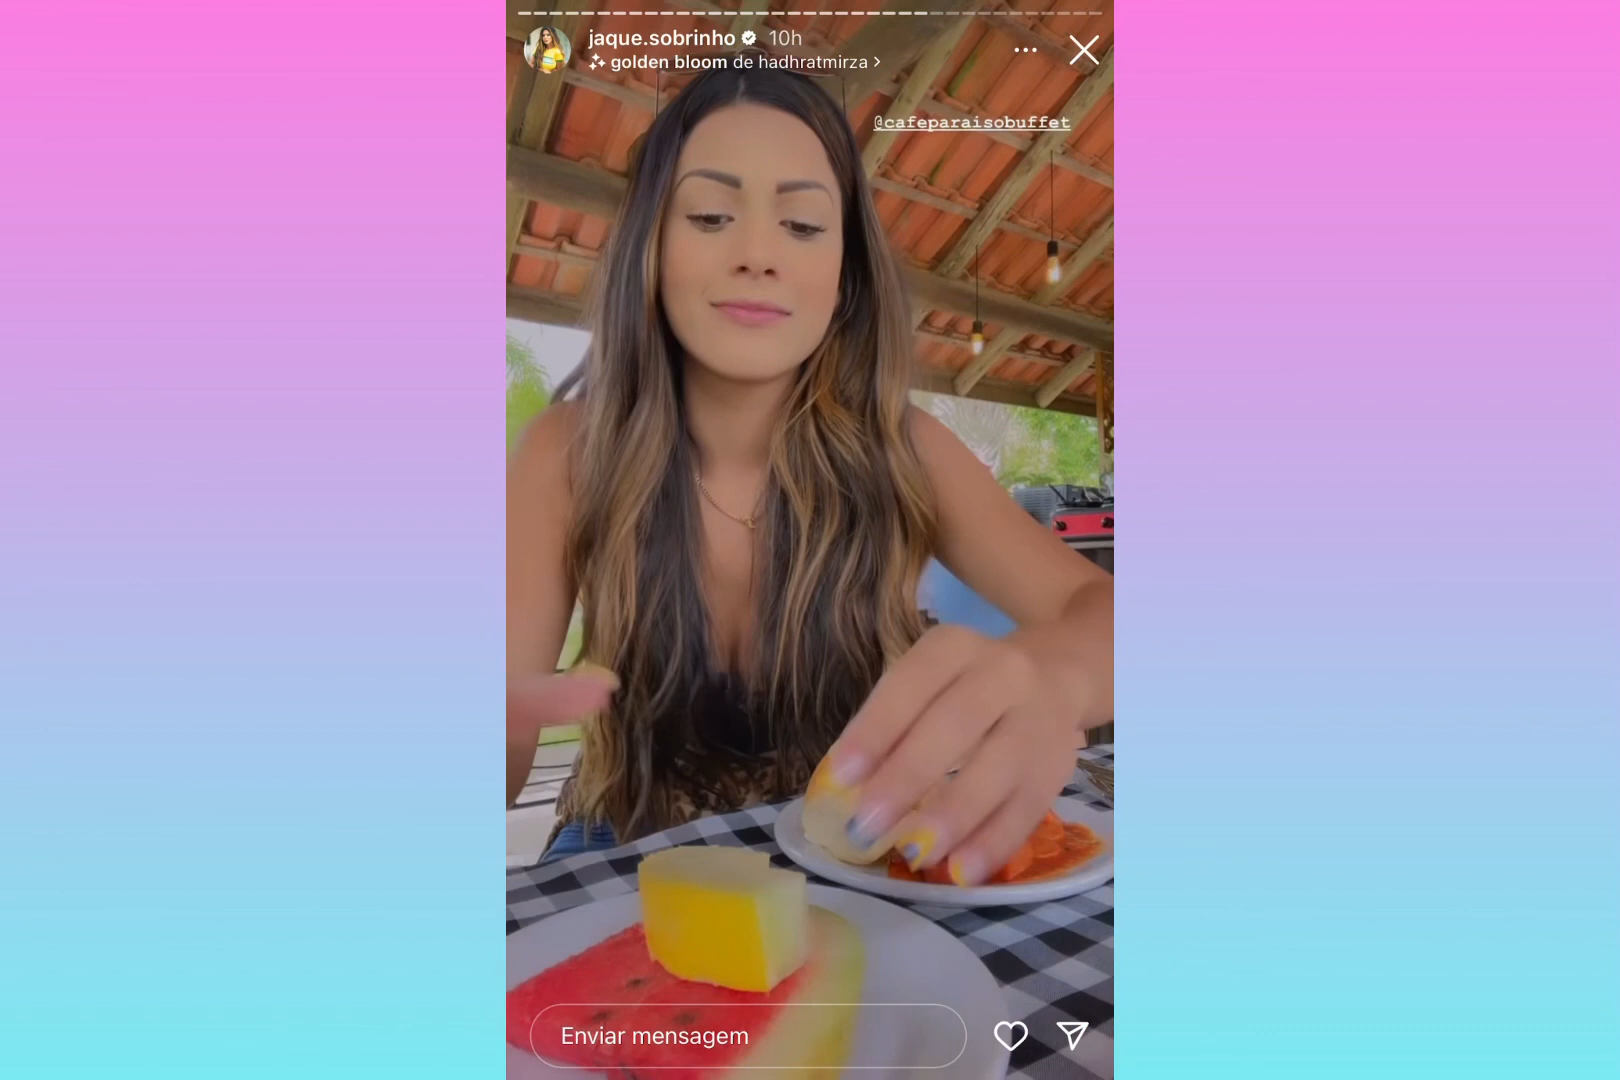 jaque.sobrinho 10h
golden bloom de hadhratmirza >
@cafeparaisobuffet
Enviar mensagem